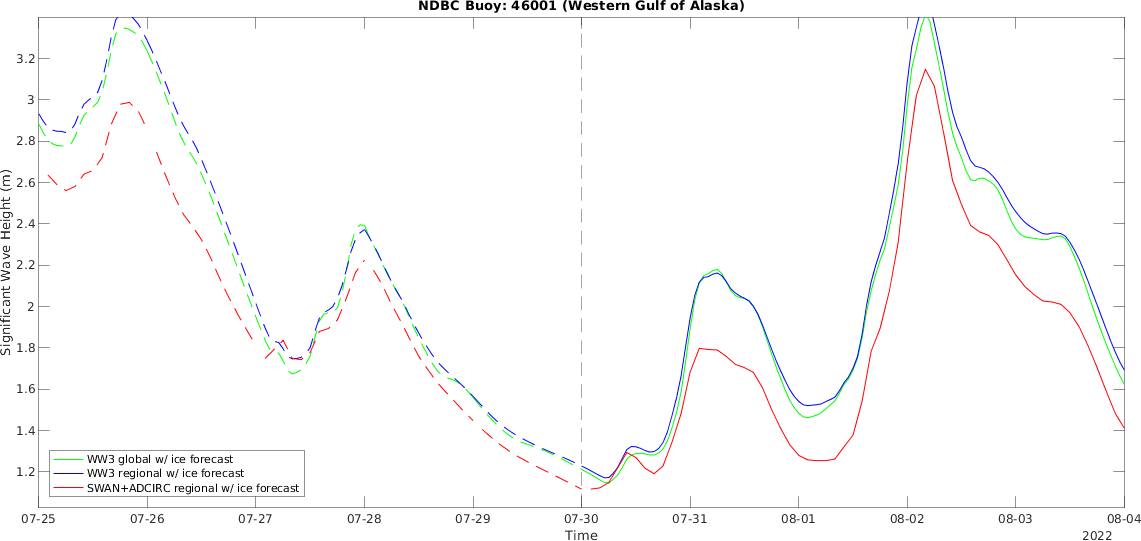 NDBC Buoy: 46001 (Western Gulf of Alaska)
3.2
3
2.8
2.6
2.4
2.2
2
1.8
1.6
1.4
1.2
Significant Wave Height (m)
WW3 global w/ ice forecast
WW3 regional w/ ice forecast
SWAN+ADCIRC regional w/ ice forecast
07-25 07-26 07-27 07-28 07-29 07-30 07-31 08-01 08-02 08-03 08-04
Time
2022